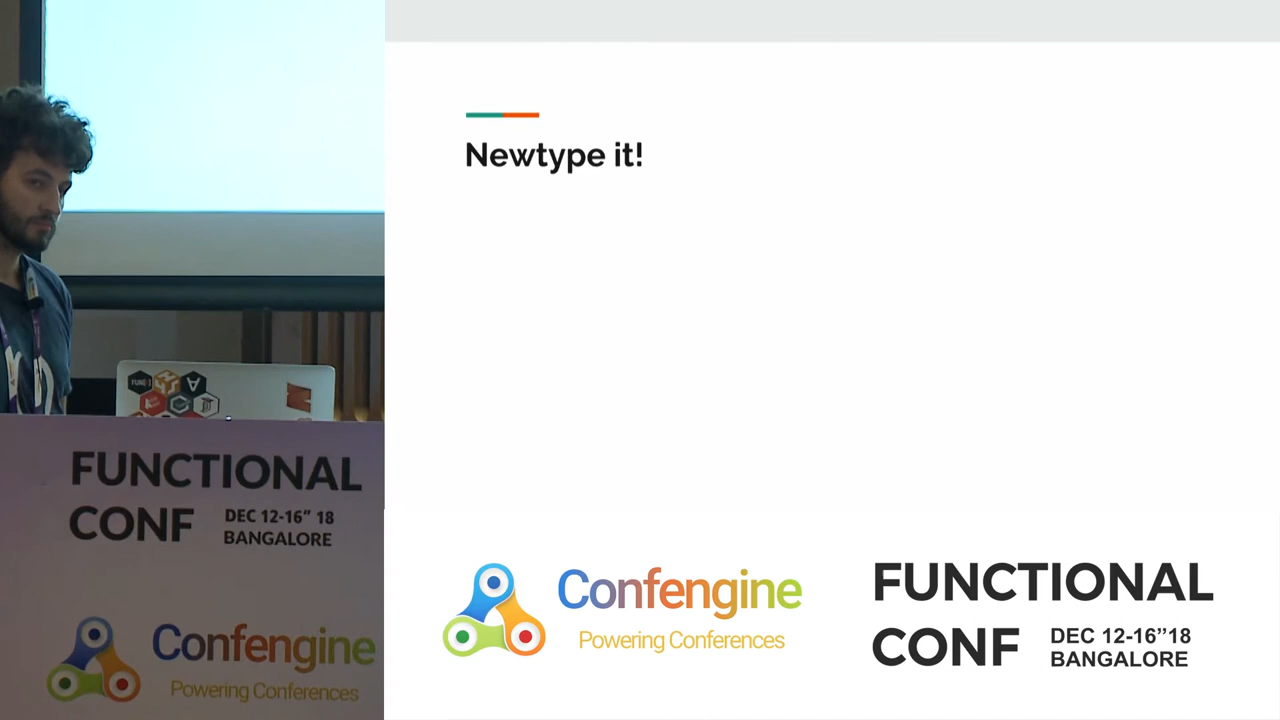 Newtype it!
FUNCTIONAL
CONF
DEC 12-16" 18
BANGALORE
Confengine
Powering Conferences
Confengine
Powering Conferences
FUNCTIONAL
CONF
DEC 12-16”18
BANGALORE